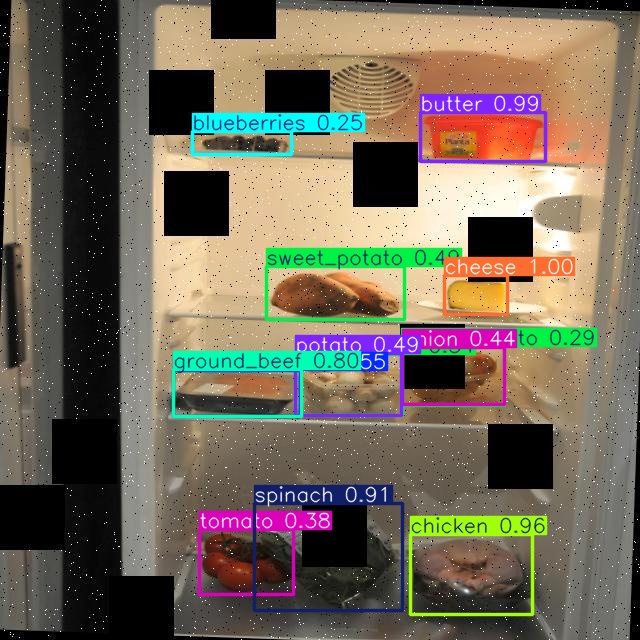 butter 0.99
blueberries 0.25
sweet_potato 0.49
cheese 1.00
nion 0.44
to 0.29
potato 0.49
ground_beef 0.80
55
spinach 0.91
tomato 0.38
chicken 0.96